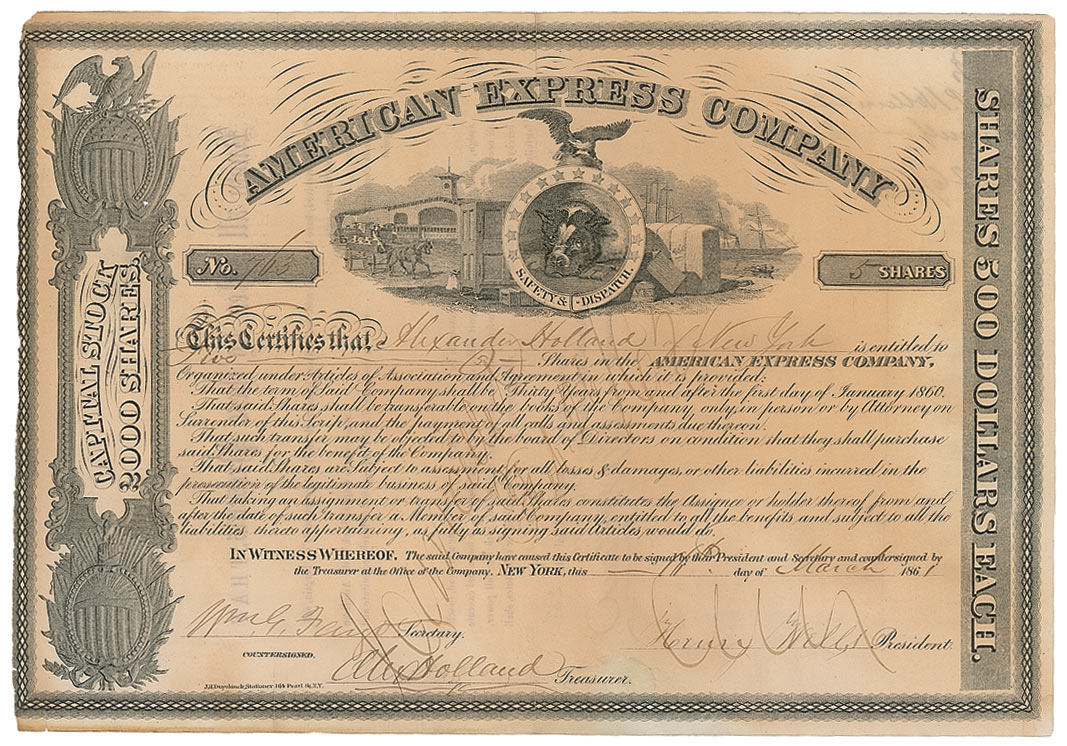 AMERICAN EXPRESS COMPANY
SAFETY & DISPATCH
No. 765
5 SHARES
CAPITAL STOCK
2000 SHARES.
SHARES 500 DOLLARS EACH.
This Certifies that, Alexander Holland of New York is entitled to
Five —5— Shares in the AMERICAN EXPRESS COMPANY,
Organized under Articles of Association and Agreement in which it is provided:
That the term of Said Company shall be Thirty Years from and after the first day of January 1860.
That said Shares shall be transferable on the books of the Company, only, in person or by Attorney on
Surrender of this Scrip, and the payment of all calls and assessments due thereon.
That such transfer may be objected to by the board of Directors on condition that they shall purchase
said Shares for the benefit of the Company.
That said Shares are Subject to assessment for all losses & damages, or other liabilities incurred in the
prosecution of the legitimate business of said Company.
That taking an assignment or transfer of said Shares constitutes the Assignee or holder thereof from and
after the date of such transfer a Member of said Company, entitled to all the benefits and subject to all the
liabilities thereto appertaining, as fully as signing said Articles would do.
IN WITNESS WHEREOF. The said Company have caused this Certificate to be signed by their President and Secretary and countersigned by
the Treasurer at the Office of the Company. NEW YORK, this day of March 1861
Wm G Fargo Secretary.
Henry Wells President
COUNTERSIGNED.
Alex Holland Treasurer.
Stationer 164 Pearl St. N.Y.